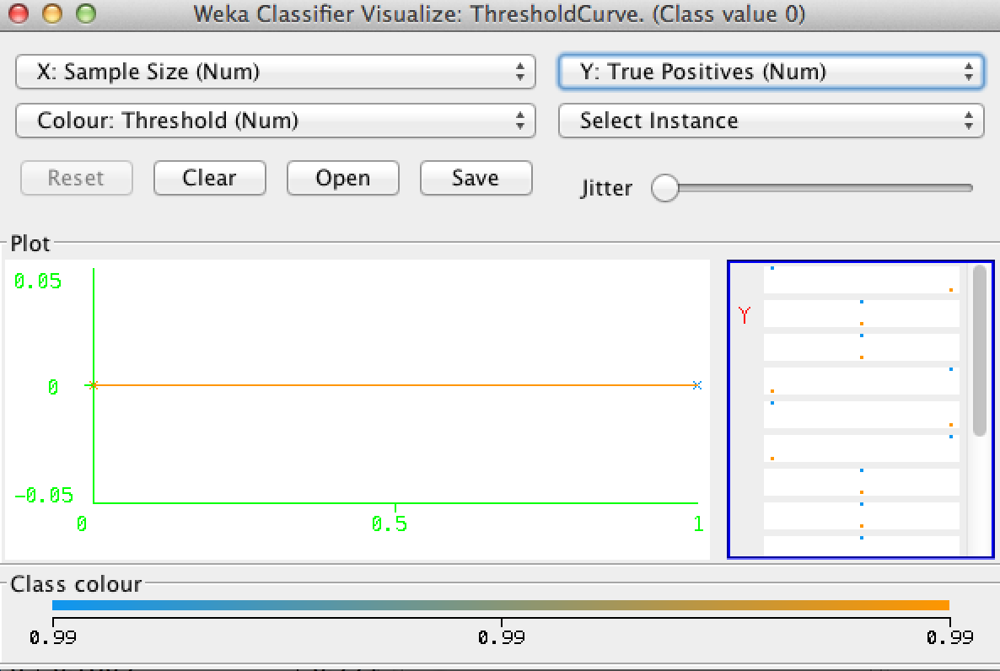 Weka Classifier Visualize: ThresholdCurve. (Class value 0)
X: Sample Size (Num) Y: True Positives (Num)
Colour: Threshold (Num) Select Instance
Reset Clear Open Save Jitter
Plot
0.05
Y
0
-0.05
0 0.5 1
Class colour
0.99 0.99 0.99